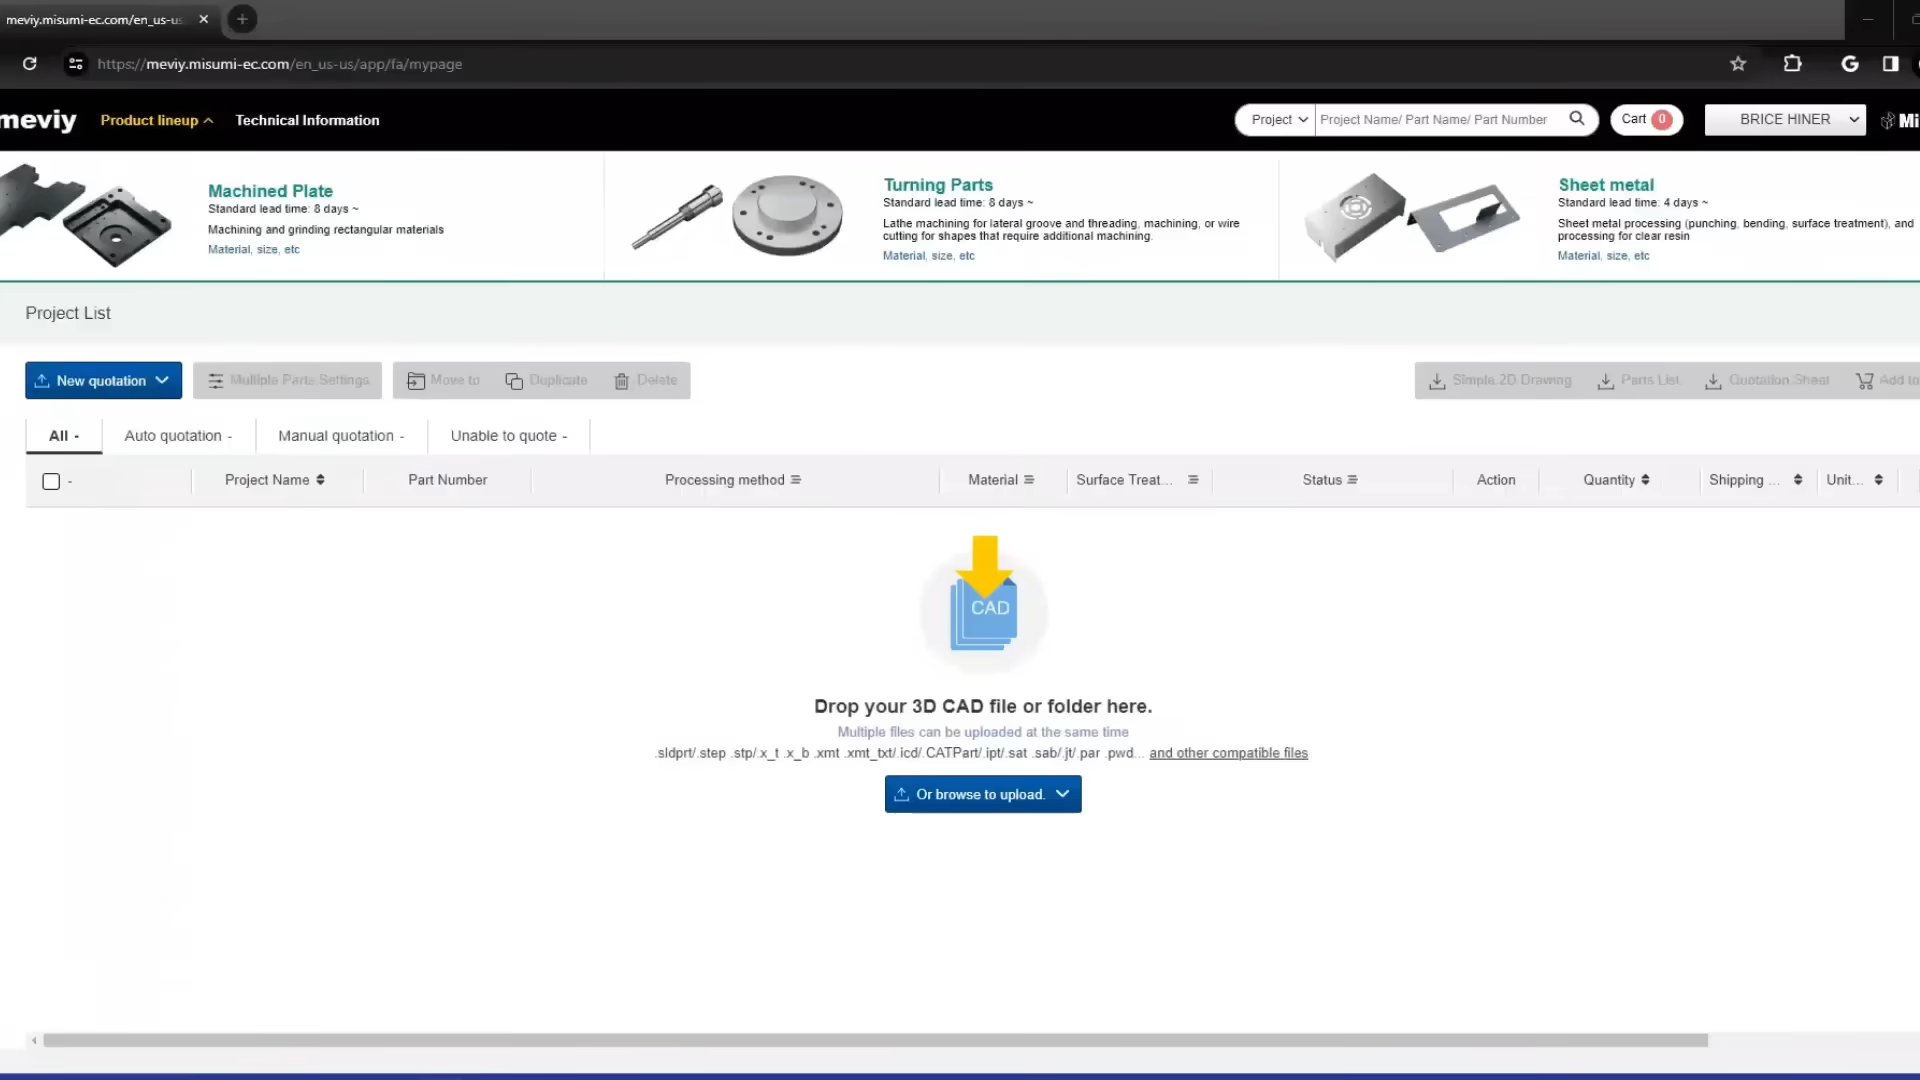 meviy.misumi-ec.com/en_us-us
https://meviy.misumi-ec.com/en_us-us/app/fa/mypage
meviy
Product lineup
Technical Information
Project
Project Name/ Part Name/ Part Number
Cart 0
BRICE HINER
Machined Plate
Standard lead time: 8 days ~
Machining and grinding rectangular materials
Material, size, etc
Turning Parts
Standard lead time: 8 days ~
Lathe machining for lateral groove and threading, machining, or wire
cutting for shapes that require additional machining.
Material, size, etc
Sheet metal
Standard lead time: 4 days ~
Sheet metal processing (punching, bending, surface treatment), and
processing for clear resin
Material, size, etc
Project List
New quotation
Multiple Parts Settings
Move to
Duplicate
Delete
Simple 2D Drawing
Parts List
Quotation Sheet
Add to
All -
Auto quotation -
Manual quotation -
Unable to quote -
-
Project Name
Part Number
Processing method
Material
Surface Treat...
Status
Action
Quantity
Shipping ...
Unit...
CAD
Drop your 3D CAD file or folder here.
Multiple files can be uploaded at the same time
.sldprt/.step .stp/.x_t .x_b .xmt .xmt_txt/.icd/.CATPart/.ipt/.sat .sab/.jt/.par .pwd... and other compatible files
Or browse to upload.